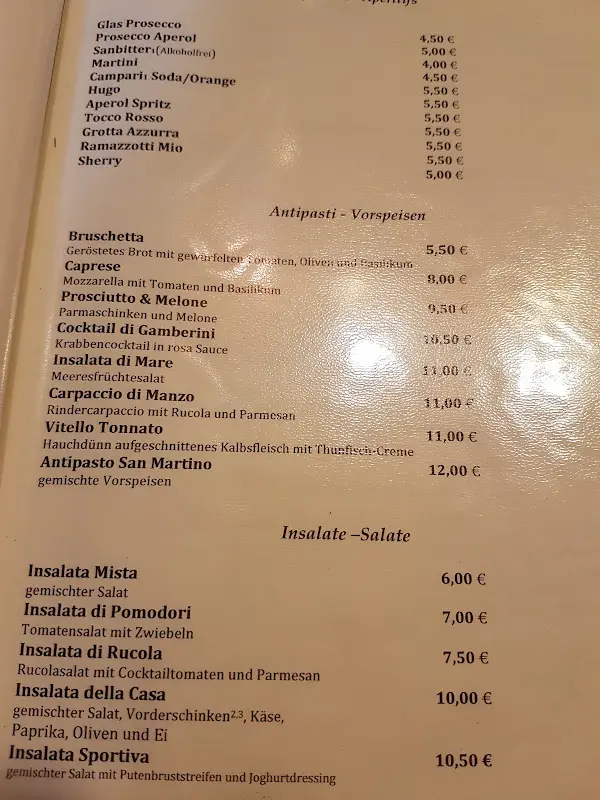 Aperitifs
Glas Prosecco 4,50 €
Prosecco Aperol 5,00 €
Sanbitter1(Alkoholfrei) 4,00 €
Martini 4,50 €
Campari1 Soda/Orange 5,50 €
Hugo 5,50 €
Aperol Spritz 5,50 €
Tocco Rosso 5,50 €
Grotta Azzurra 5,50 €
Ramazzotti Mio 5,50 €
Sherry 5,00 €
Antipasti - Vorspeisen
Bruschetta 5,50 €
Geröstetes Brot mit gewürfelten Tomaten, Oliven und Basilikum
Caprese 8,00 €
Mozzarella mit Tomaten und Basilikum
Prosciutto & Melone 9,50 €
Parmaschinken und Melone
Cocktail di Gamberini 10,50 €
Krabbencocktail in rosa Sauce
Insalata di Mare 11,00 €
Meeresfrüchtesalat
Carpaccio di Manzo 11,00 €
Rindercarpaccio mit Rucola und Parmesan
Vitello Tonnato 11,00 €
Hauchdünn aufgeschnittenes Kalbsfleisch mit Thunfisch-Creme
Antipasto San Martino 12,00 €
gemischte Vorspeisen
Insalate –Salate
Insalata Mista 6,00 €
gemischter Salat
Insalata di Pomodori 7,00 €
Tomatensalat mit Zwiebeln
Insalata di Rucola 7,50 €
Rucolasalat mit Cocktailtomaten und Parmesan
Insalata della Casa 10,00 €
gemischter Salat, Vorderschinken2,3, Käse,
Paprika, Oliven und Ei
Insalata Sportiva 10,50 €
gemischter Salat mit Putenbruststreifen und Joghurtdressing